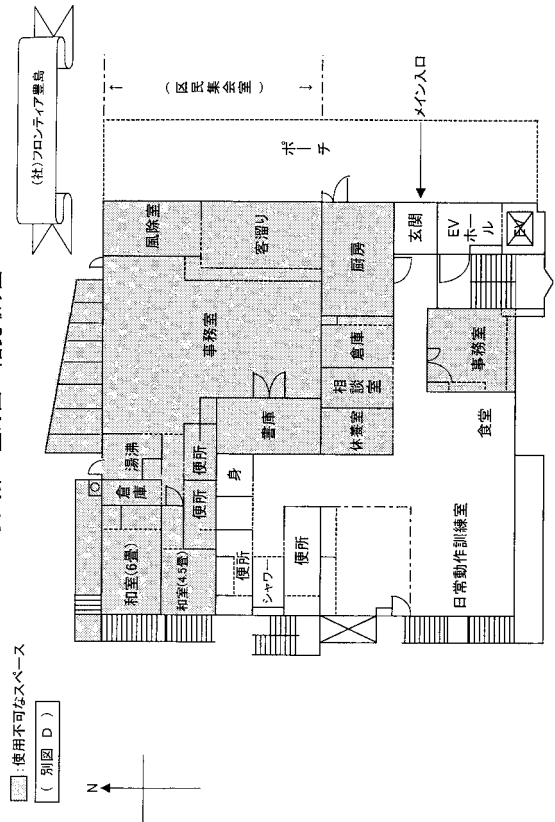 :使用不可なスペース
( 別図 D )
N
(社)フロンティア豊島
和室(6畳)
倉庫
湯沸
和室(4.5畳)
便所
便所
事務室
風除室
客溜り
(区民集会室)
身
書庫
便所
シャワー
便所
休養室
相談室
倉庫
厨房
ポーチ
玄関
メイン入口
EV
ホール
EV
事務室
食堂
日常動作訓練室